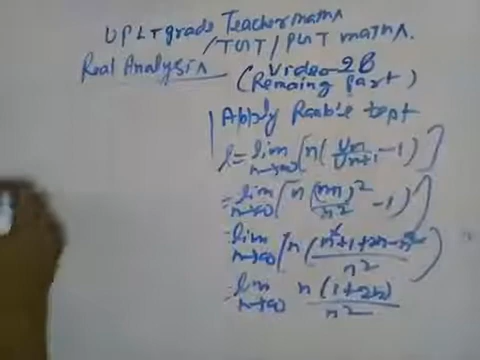 UP LT grade Teacher maths
/TGT/PGT maths.
Real Analysis
(Video-28
(Remaing Part)
Apply Raabe test
l = lim n→∞ [n (Un/Un+1 - 1)]
= lim n→∞ [n ((n+1)²/n² - 1)]
= lim n→∞ [n (n²+1+2n-n²)/n²]
= lim n→∞ n(1+2n)/n²